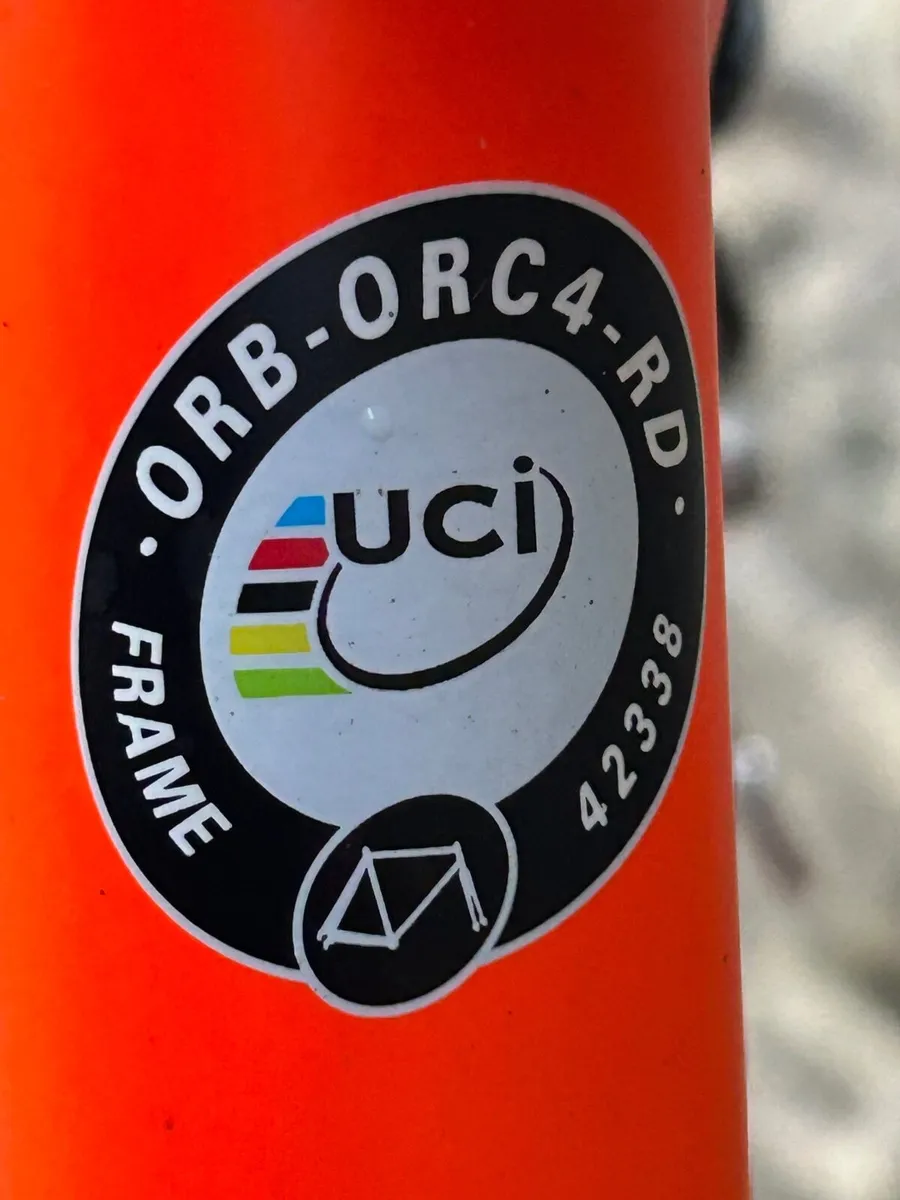 · ORB-ORC4-RD ·
uci
FRAME
42338